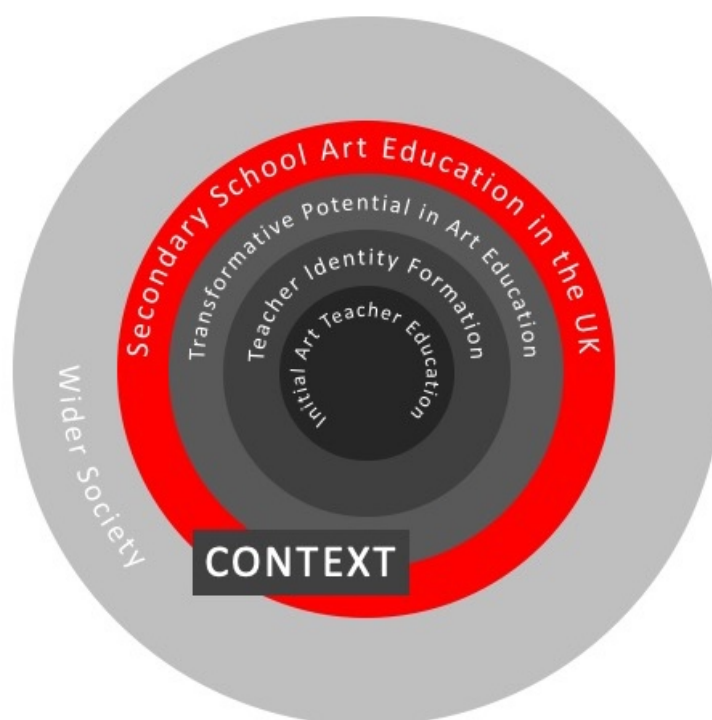 Secondary School Art Education in the UK
Transformative Potential in Art Education
Teacher Identity Formation
Initial Art Teacher Education
Wider Society
CONTEXT